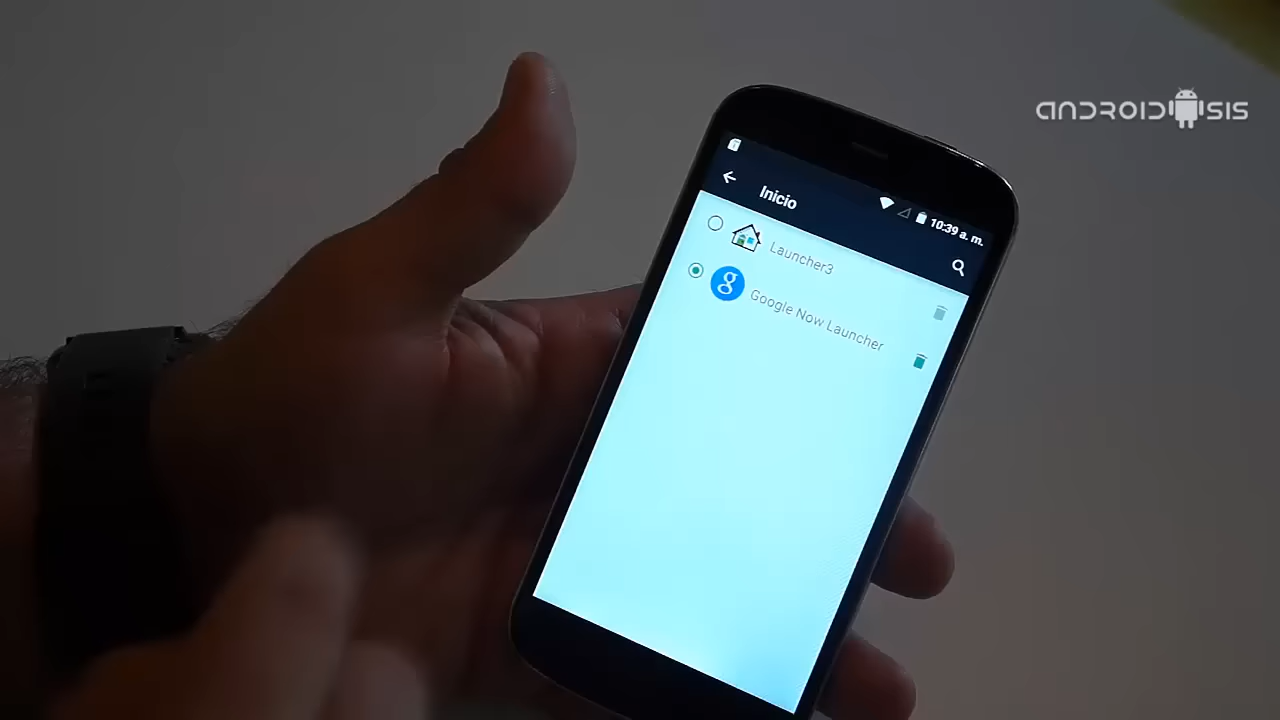 ANDROIDSIS
Inicio
10:39 a. m.
Launcher3
g
Google Now Launcher